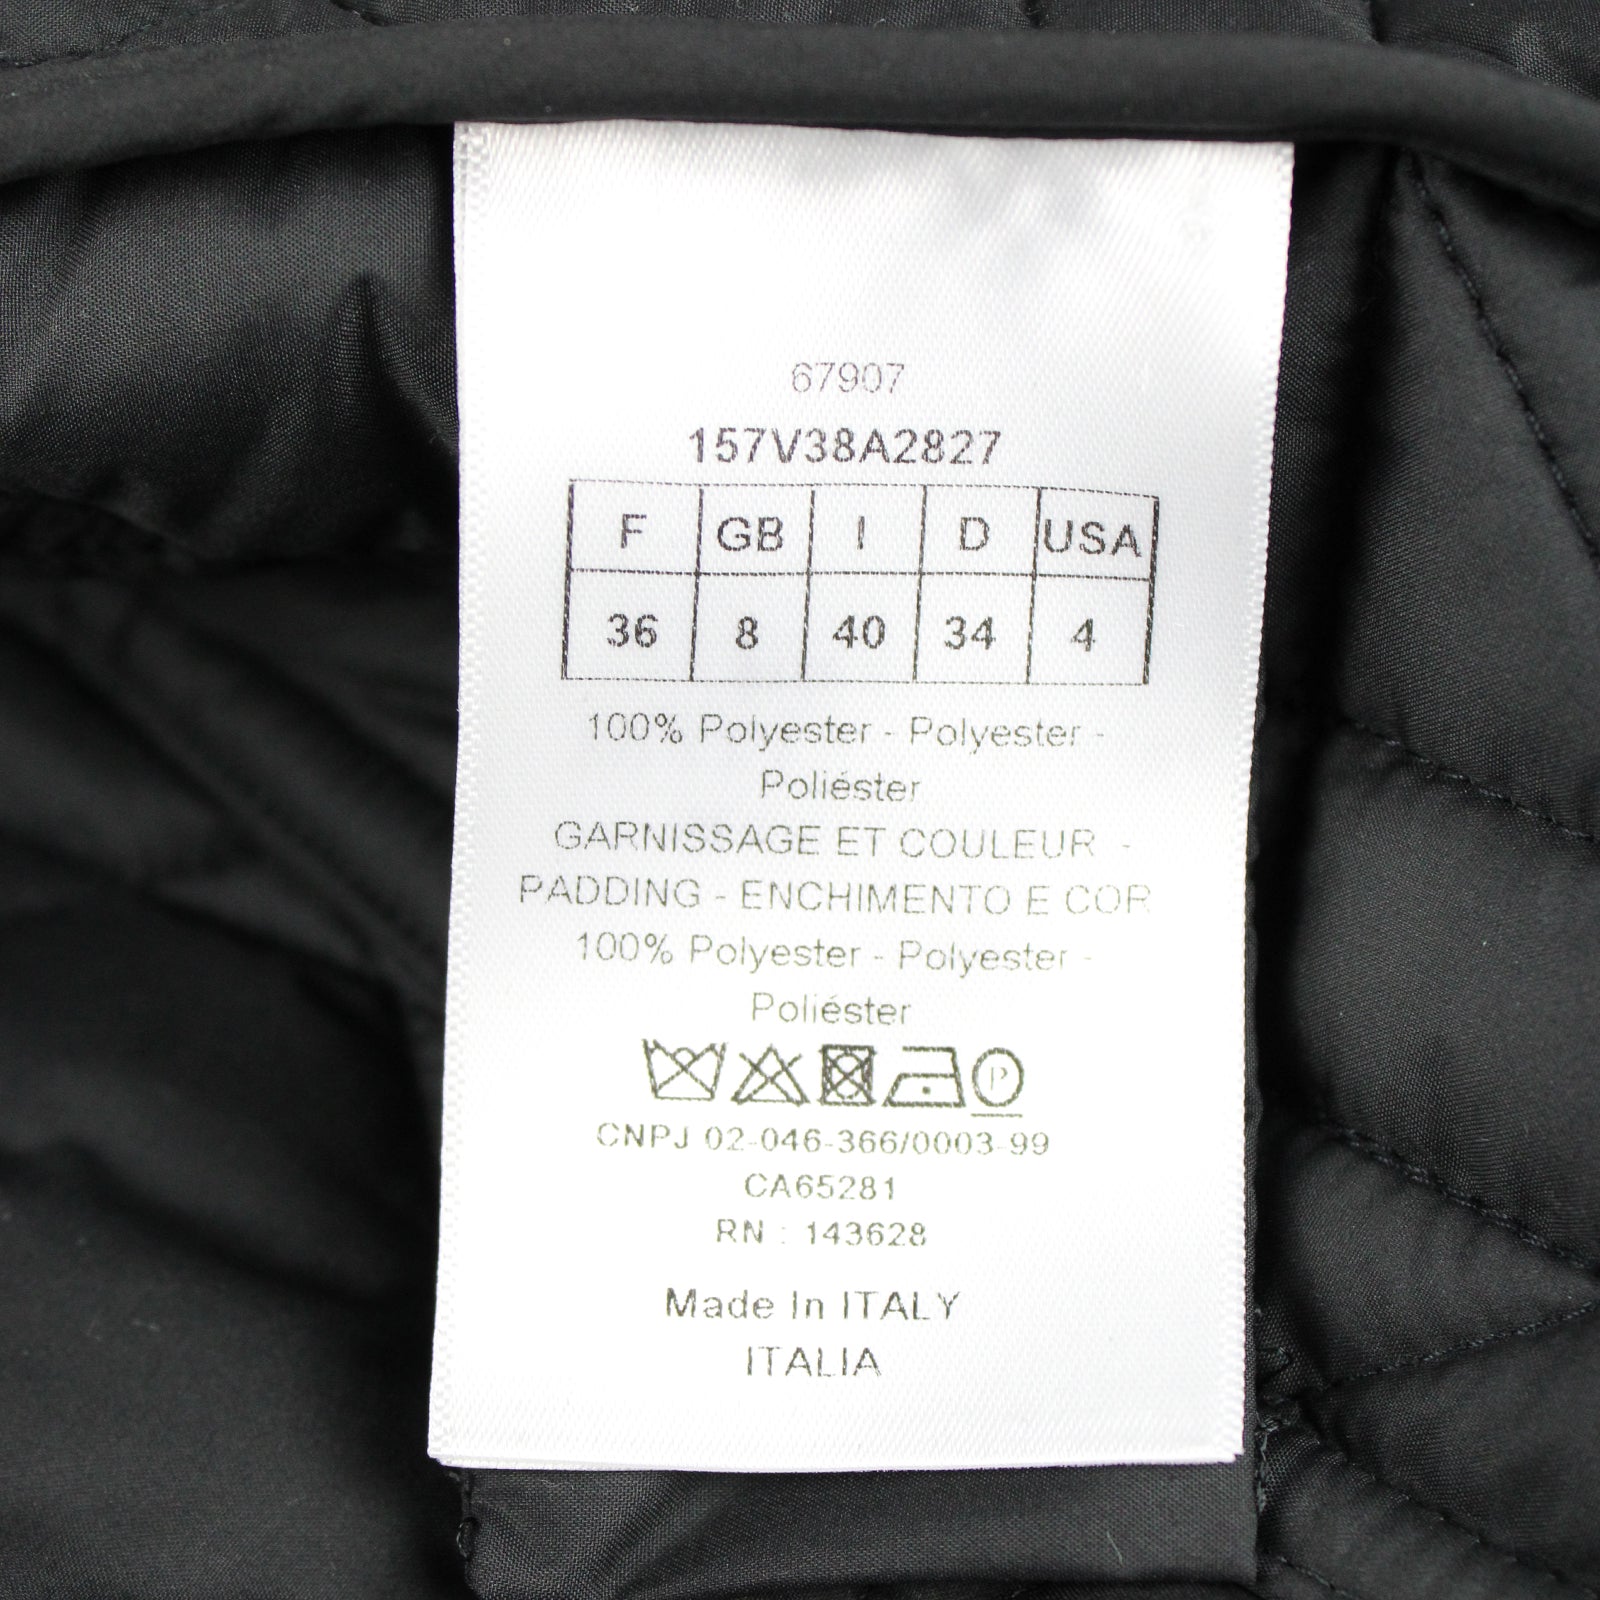 67907
157V38A2827
F GB I D USA
36 8 40 34 4
100% Polyester - Polyester -
Poliéster
GARNISSAGE ET COULEUR -
PADDING - ENCHIMENTO E COR
100% Polyester - Polyester -
Poliéster
P
CNPJ 02-046-366/0003-99
CA65281
RN : 143628
Made In ITALY
ITALIA